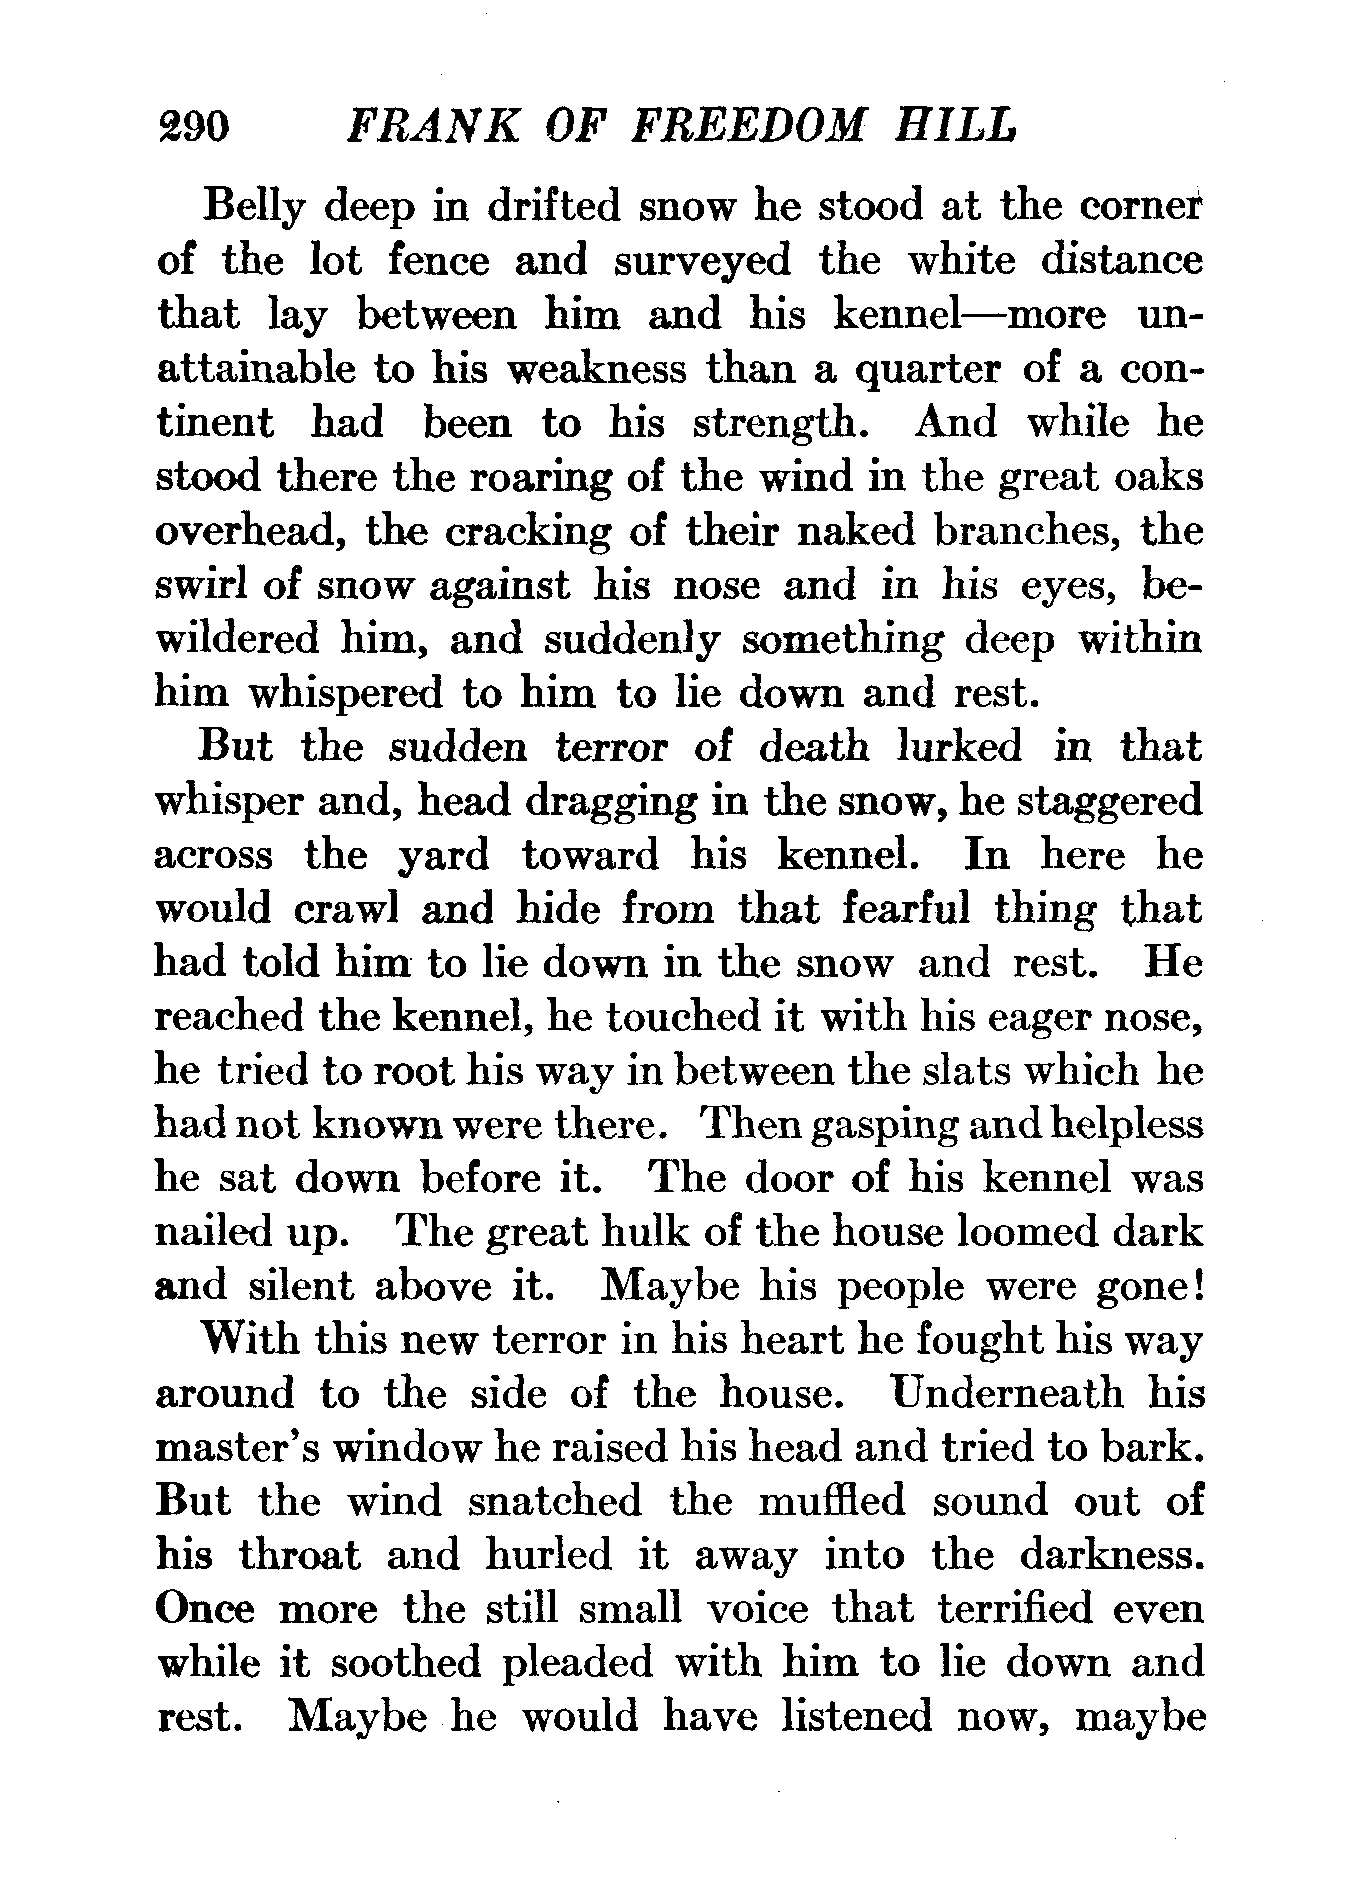 290 FRANK OF FREEDOM HILL
Belly deep in drifted snow he stood at the corner
of the lot fence and surveyed the white distance
that lay between him and his kennel—more un-
attainable to his weakness than a quarter of a con-
tinent had been to his strength. And while he
stood there the roaring of the wind in the great oaks
overhead, the cracking of their naked branches, the
swirl of snow against his nose and in his eyes, be-
wildered him, and suddenly something deep within
him whispered to him to lie down and rest.
But the sudden terror of death lurked in that
whisper and, head dragging in the snow, he staggered
across the yard toward his kennel. In here he
would crawl and hide from that fearful thing that
had told him to lie down in the snow and rest. He
reached the kennel, he touched it with his eager nose,
he tried to root his way in between the slats which he
had not known were there. Then gasping and helpless
he sat down before it. The door of his kennel was
nailed up. The great hulk of the house loomed dark
and silent above it. Maybe his people were gone!
With this new terror in his heart he fought his way
around to the side of the house. Underneath his
master's window he raised his head and tried to bark.
But the wind snatched the muffled sound out of
his throat and hurled it away into the darkness.
Once more the still small voice that terrified even
while it soothed pleaded with him to lie down and
rest. Maybe he would have listened now, maybe